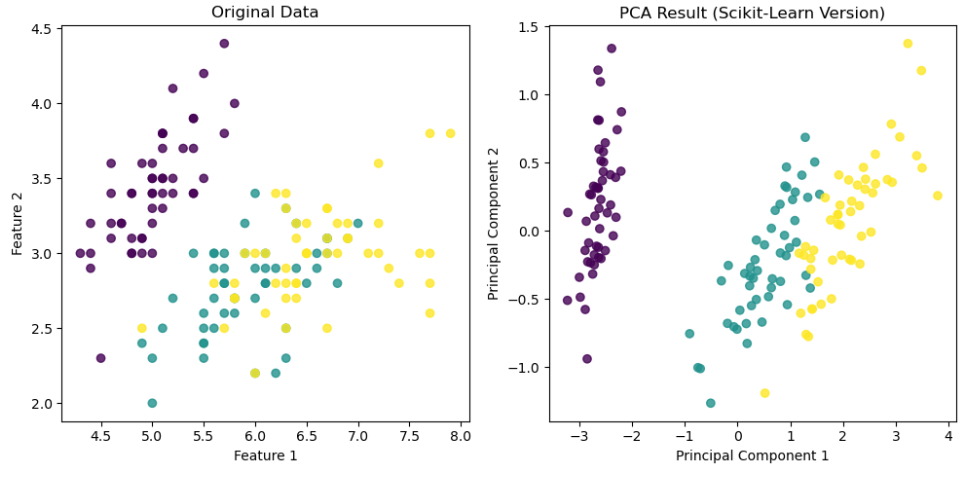 Original Data
4.5
4.0
3.5
3.0
2.5
2.0
Feature 2
4.5 5.0 5.5 6.0 6.5 7.0 7.5 8.0
Feature 1
PCA Result (Scikit-Learn Version)
1.5
1.0
0.5
0.0
−0.5
−1.0
Principal Component 2
−3 −2 −1 0 1 2 3 4
Principal Component 1